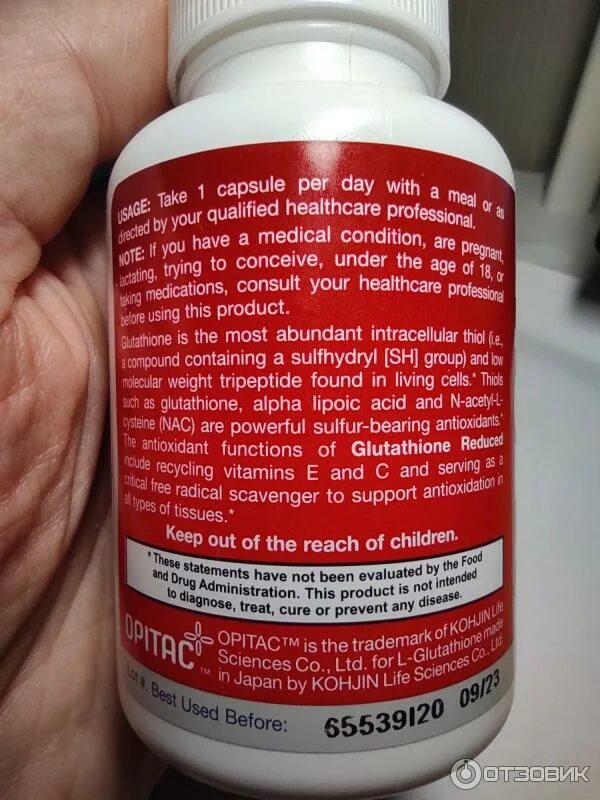 USAGE: Take 1 capsule per day with a meal or as
directed by your qualified healthcare professional.
NOTE: If you have a medical condition, are pregnant,
lactating, trying to conceive, under the age of 18, or
taking medications, consult your healthcare professional
before using this product.
Glutathione is the most abundant intracellular thiol (i.e.,
a compound containing a sulfhydryl [SH] group) and low
molecular weight tripeptide found in living cells.* Thiols
such as glutathione, alpha lipoic acid and N-acetyl-L-
cysteine (NAC) are powerful sulfur-bearing antioxidants.*
The antioxidant functions of Glutathione Reduced
include recycling vitamins E and C and serving as a
critical free radical scavenger to support antioxidation in
all types of tissues.*
Keep out of the reach of children.
*These statements have not been evaluated by the Food
and Drug Administration. This product is not intended
to diagnose, treat, cure or prevent any disease.
OPITAC™
OPITAC™ is the trademark of KOHJIN Life
Sciences Co., Ltd. for L-Glutathione made
in Japan by KOHJIN Life Sciences Co., Ltd.
Lot #: Best Used Before: 65539120 09/23
ОТЗОВИК